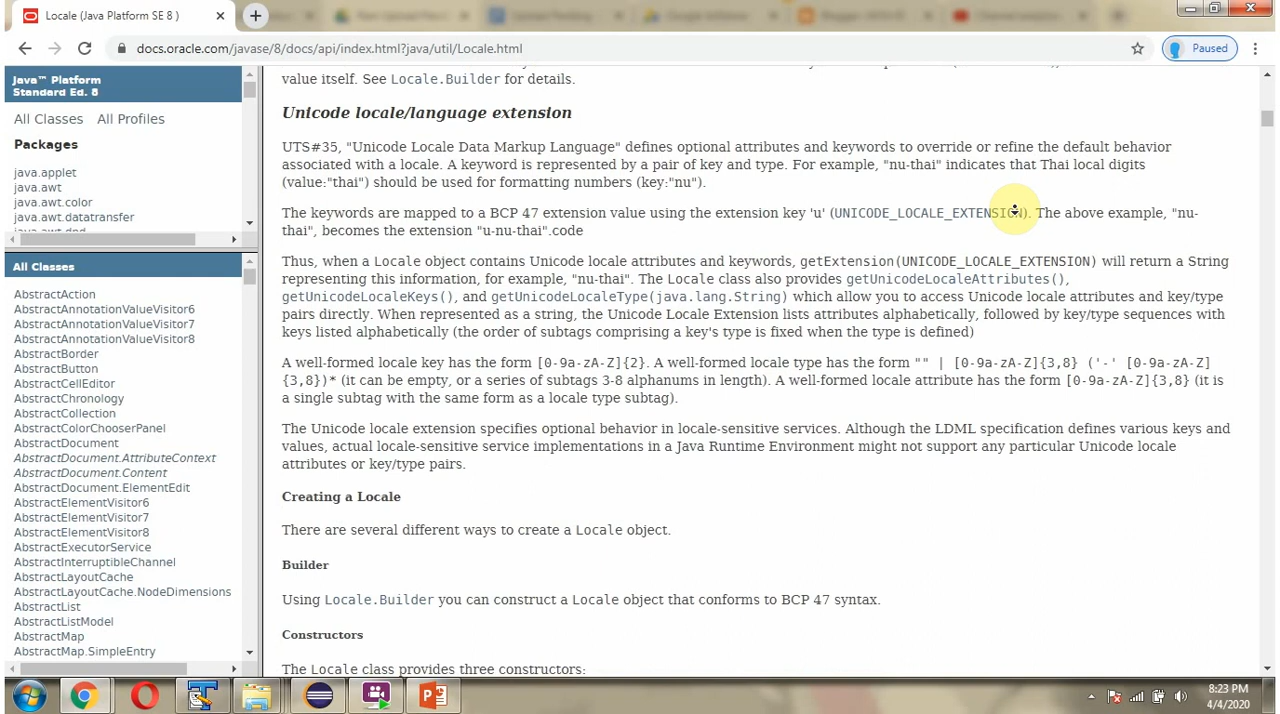 Locale (Java Platform SE 8 )
docs.oracle.com/javase/8/docs/api/index.html?java/util/Locale.html
Paused
Java™ Platform
Standard Ed. 8
All Classes All Profiles
Packages
java.applet
java.awt
java.awt.color
java.awt.datatransfer
java.awt.dnd
All Classes
AbstractAction
AbstractAnnotationValueVisitor6
AbstractAnnotationValueVisitor7
AbstractAnnotationValueVisitor8
AbstractBorder
AbstractButton
AbstractCellEditor
AbstractChronology
AbstractCollection
AbstractColorChooserPanel
AbstractDocument
AbstractDocument.AttributeContext
AbstractDocument.Content
AbstractDocument.ElementEdit
AbstractElementVisitor6
AbstractElementVisitor7
AbstractElementVisitor8
AbstractExecutorService
AbstractInterruptibleChannel
AbstractLayoutCache
AbstractLayoutCache.NodeDimensions
AbstractList
AbstractListModel
AbstractMap
AbstractMap.SimpleEntry
value itself. See Locale.Builder for details.
Unicode locale/language extension
UTS#35, "Unicode Locale Data Markup Language" defines optional attributes and keywords to override or refine the default behavior
associated with a locale. A keyword is represented by a pair of key and type. For example, "nu-thai" indicates that Thai local digits
(value:"thai") should be used for formatting numbers (key:"nu").
The keywords are mapped to a BCP 47 extension value using the extension key 'u' (UNICODE_LOCALE_EXTENSION). The above example, "nu-
thai", becomes the extension "u-nu-thai".code
Thus, when a Locale object contains Unicode locale attributes and keywords, getExtension(UNICODE_LOCALE_EXTENSION) will return a String
representing this information, for example, "nu-thai". The Locale class also provides getUnicodeLocaleAttributes(),
getUnicodeLocaleKeys(), and getUnicodeLocaleType(java.lang.String) which allow you to access Unicode locale attributes and key/type
pairs directly. When represented as a string, the Unicode Locale Extension lists attributes alphabetically, followed by key/type sequences with
keys listed alphabetically (the order of subtags comprising a key's type is fixed when the type is defined)
A well-formed locale key has the form [0-9a-zA-Z]{2}. A well-formed locale type has the form "" | [0-9a-zA-Z]{3,8} ('-' [0-9a-zA-Z]
{3,8})* (it can be empty, or a series of subtags 3-8 alphanums in length). A well-formed locale attribute has the form [0-9a-zA-Z]{3,8} (it is
a single subtag with the same form as a locale type subtag).
The Unicode locale extension specifies optional behavior in locale-sensitive services. Although the LDML specification defines various keys and
values, actual locale-sensitive service implementations in a Java Runtime Environment might not support any particular Unicode locale
attributes or key/type pairs.
Creating a Locale
There are several different ways to create a Locale object.
Builder
Using Locale.Builder you can construct a Locale object that conforms to BCP 47 syntax.
Constructors
The Locale class provides three constructors:
8:23 PM
4/4/2020